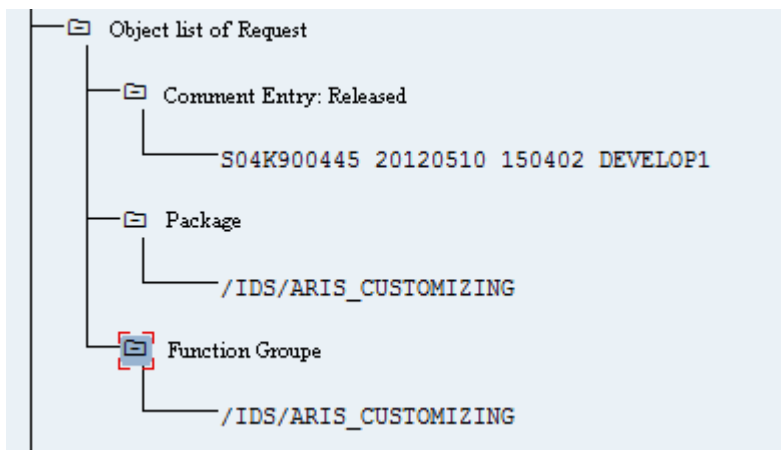 Object list of Request
Comment Entry: Released
S04K900445 20120510 150402 DEVELOP1
Package
/IDS/ARIS_CUSTOMIZING
Function Groupe
/IDS/ARIS_CUSTOMIZING